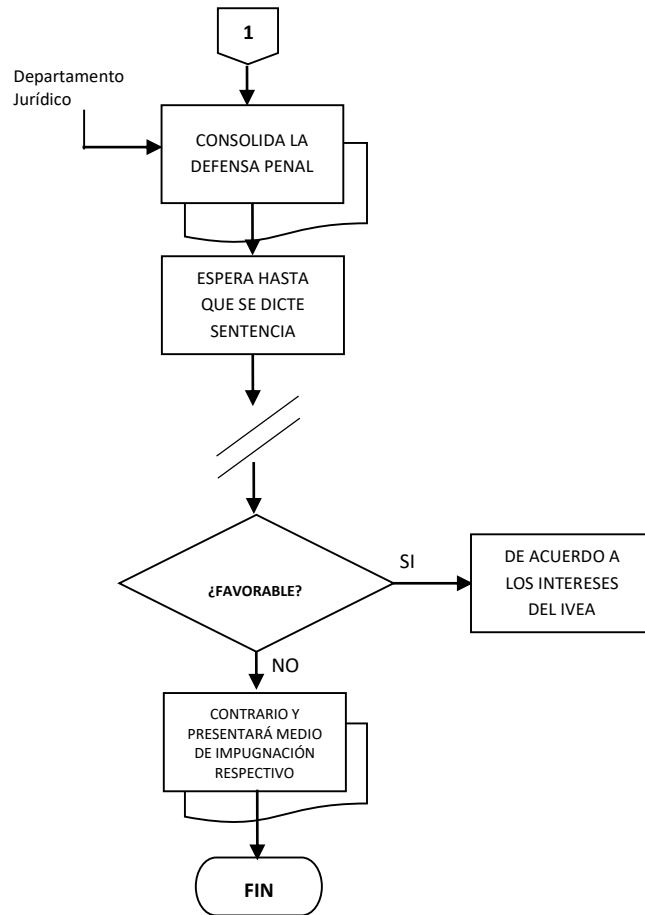 1
Departamento
Jurídico
CONSOLIDA LA
DEFENSA PENAL
ESPERA HASTA
QUE SE DICTE
SENTENCIA
¿FAVORABLE?
SI
DE ACUERDO A
LOS INTERESES
DEL IVEA
NO
CONTRARIO Y
PRESENTARÁ MEDIO
DE IMPUGNACIÓN
RESPECTIVO
FIN